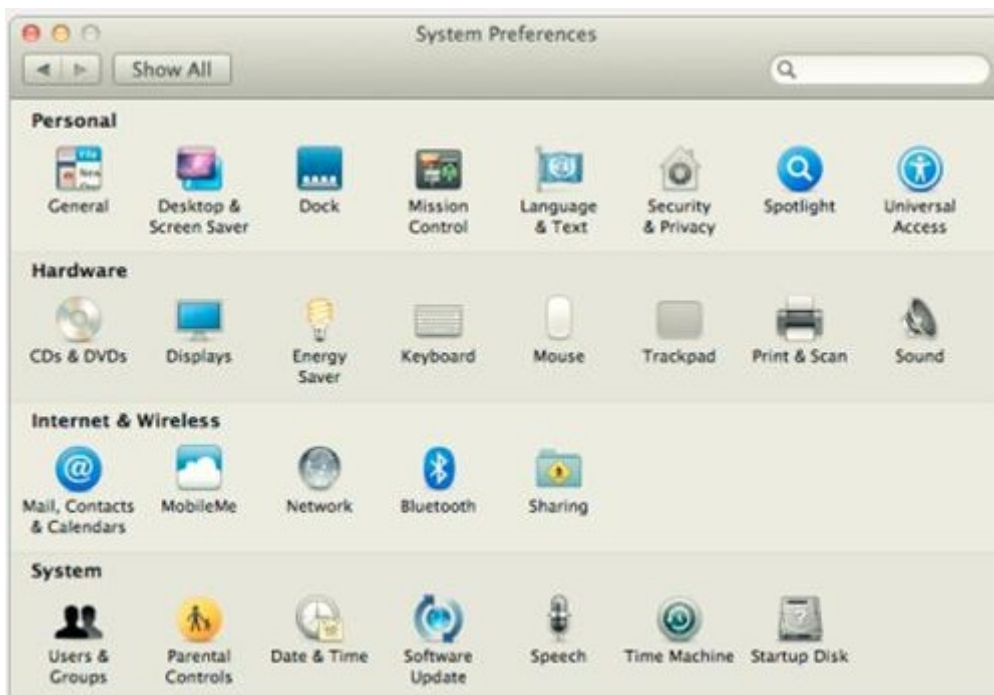 System Preferences
Show All
Personal
General
Desktop &
Screen Saver
Dock
Mission
Control
Language
& Text
Security
& Privacy
Spotlight
Universal
Access
Hardware
CDs & DVDs
Displays
Energy
Saver
Keyboard
Mouse
Trackpad
Print & Scan
Sound
Internet & Wireless
Mail, Contacts
& Calendars
MobileMe
Network
Bluetooth
Sharing
System
Users &
Groups
Parental
Controls
Date & Time
Software
Update
Speech
Time Machine
Startup Disk